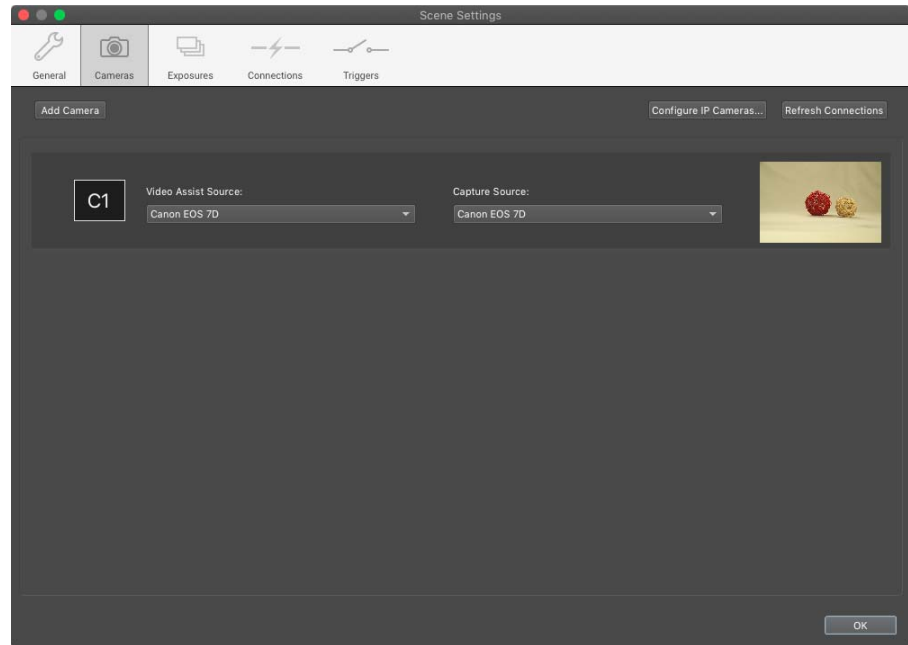 Scene Settings
General Cameras Exposures Connections Triggers
Add Camera Configure IP Cameras... Refresh Connections
C1
Video Assist Source: Capture Source:
Canon EOS 7D Canon EOS 7D
OK